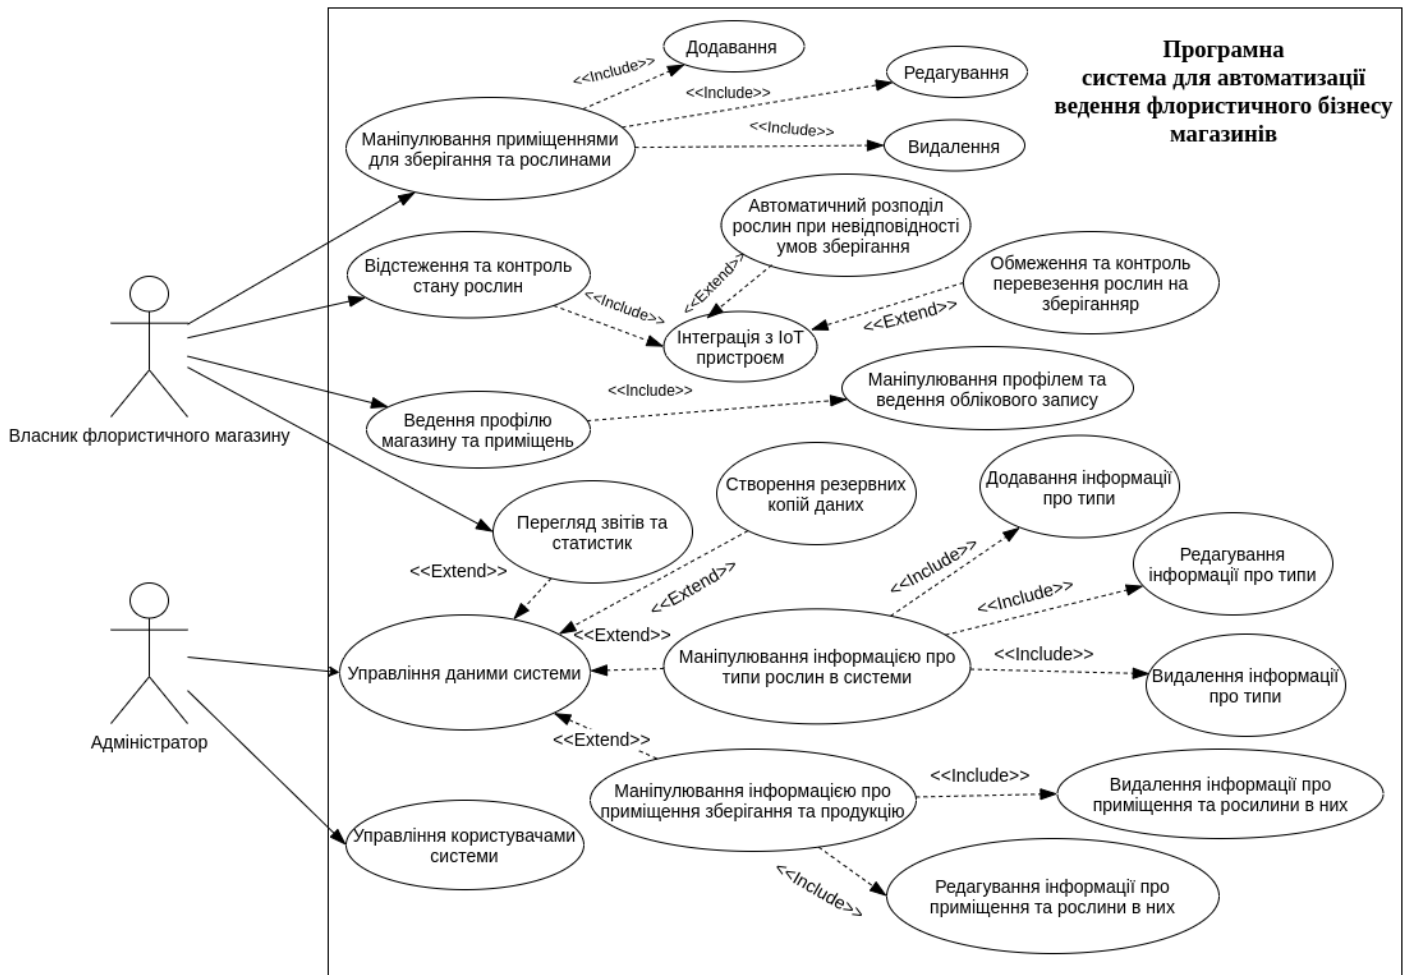 Програмна
система для автоматизації
ведення флористичного бізнесу
магазинів
Додавання
<<Include>>
Редагування
<<Include>>
<<Include>>
Видалення
Маніпулювання приміщеннями
для зберігання та рослинами
Автоматичний розподіл
рослин при невідповідності
умов зберігання
Відстеження та контроль
стану рослин
<<Extend>>
Обмеження та контроль
перевезення рослин на
зберіганняр
<<Include>>
<<Extend>>
Інтеграція з IoT
пристроєм
<<Include>>
Маніпулювання профілем та
ведення облікового запису
Ведення профілю
магазину та приміщень
Власник флористичного магазину
Створення резервних
копій даних
Додавання інформації
про типи
Перегляд звітів та
статистик
<<Extend>>
<<Extend>>
<<Include>>
Редагування
інформації про типи
<<Include>>
<<Extend>>
Управління даними системи
Маніпулювання інформацією про
типи рослин в системи
<<Include>>
Видалення інформації
про типи
Адміністратор
<<Extend>>
Маніпулювання інформацією про
приміщення зберігання та продукцію
<<Include>>
Видалення інформації про
приміщення та росилини в них
Управління користувачами
системи
<<Include>>
Редагування інформації про
приміщення та рослини в них